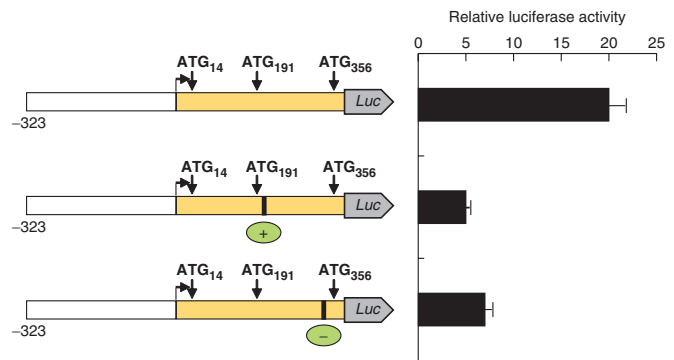 Relative luciferase activity
0 5 10 15 20 25
ATG14 ATG191 ATG356
Luc
−323
ATG14 ATG191 ATG356
Luc
−323
+
ATG14 ATG191 ATG356
Luc
−323
−